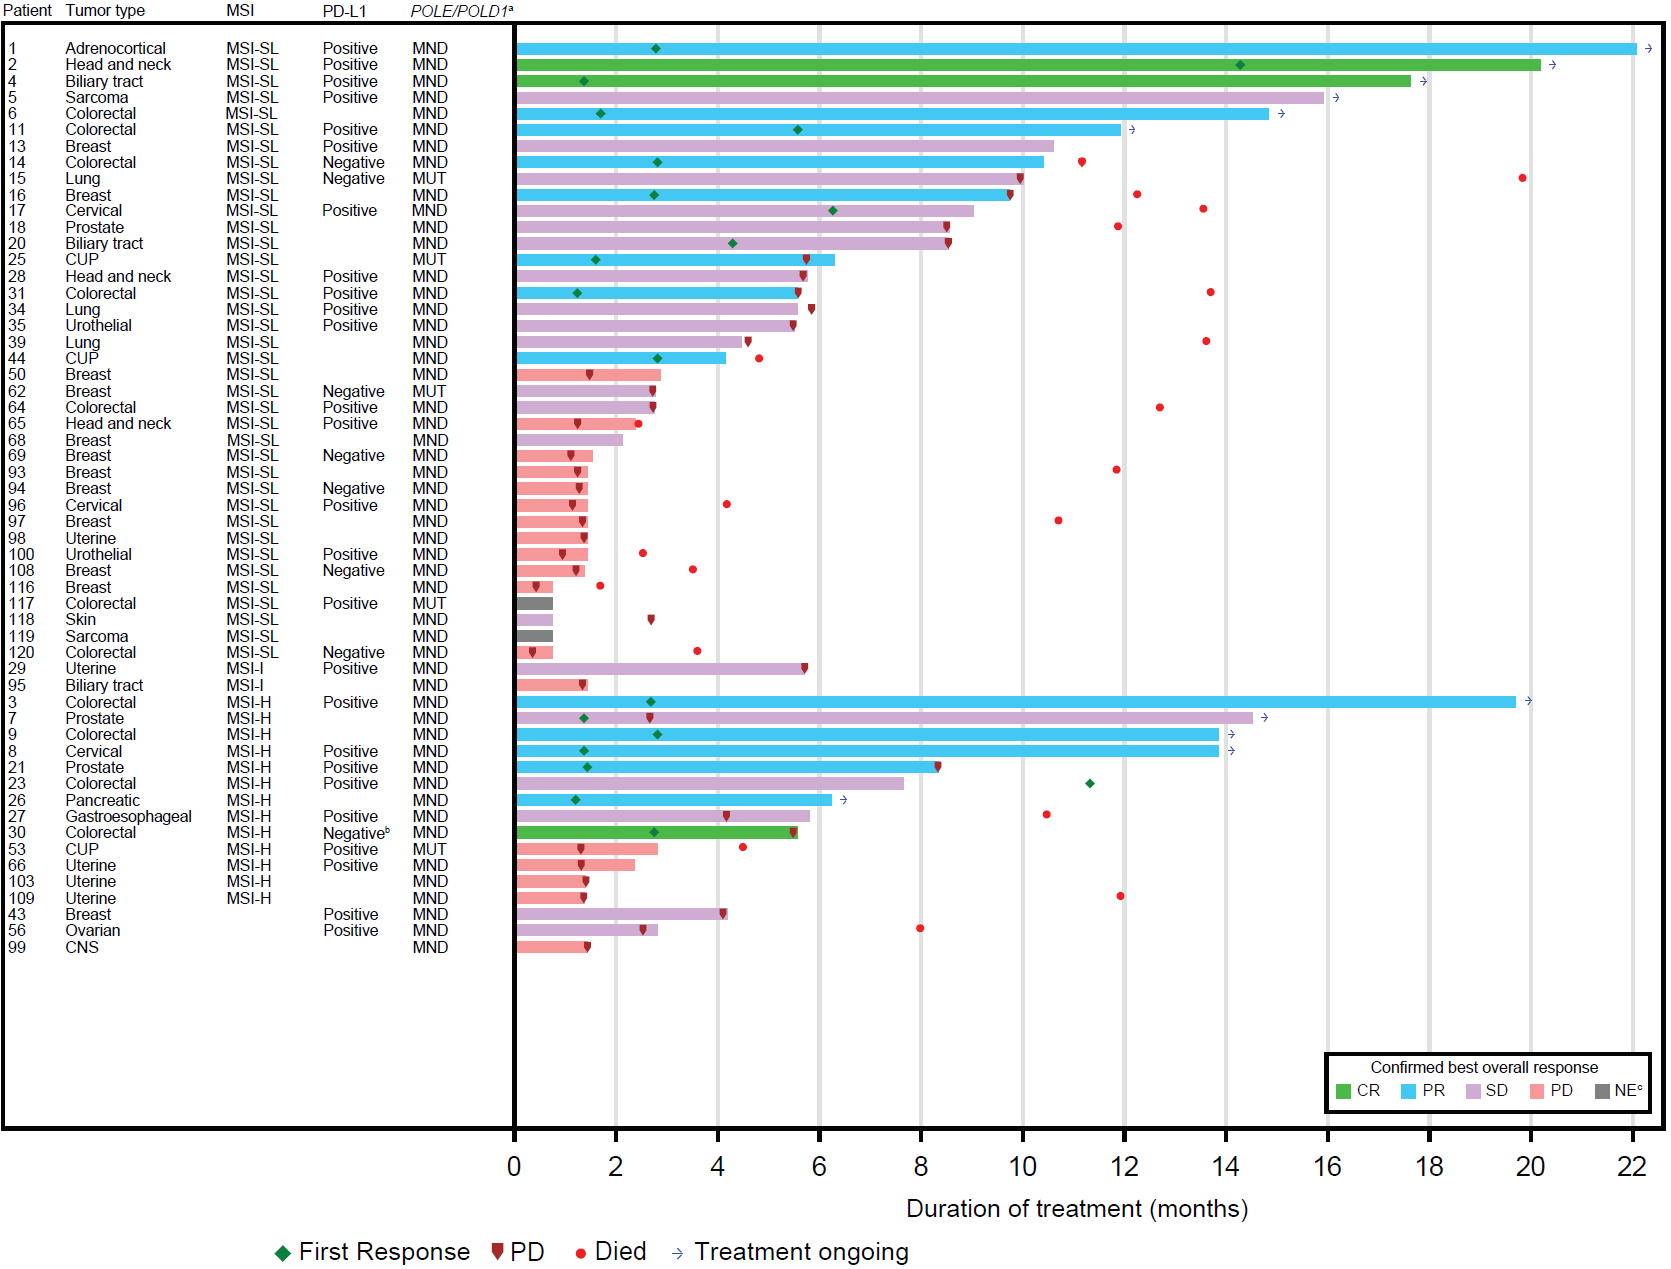 Patient Tumor type MSI PD-L1 POLE/POLD1ᵃ
1 Adrenocortical MSI-SL Positive MND
2 Head and neck MSI-SL Positive MND
4 Biliary tract MSI-SL Positive MND
5 Sarcoma MSI-SL Positive MND
6 Colorectal MSI-SL MND
11 Colorectal MSI-SL Positive MND
13 Breast MSI-SL Positive MND
14 Colorectal MSI-SL Negative MND
15 Lung MSI-SL Negative MUT
16 Breast MSI-SL MND
17 Cervical MSI-SL Positive MND
18 Prostate MSI-SL MND
20 Biliary tract MSI-SL MND
25 CUP MSI-SL MUT
28 Head and neck MSI-SL Positive MND
31 Colorectal MSI-SL Positive MND
34 Lung MSI-SL Positive MND
35 Urothelial MSI-SL Positive MND
39 Lung MSI-SL MND
44 CUP MSI-SL MND
50 Breast MSI-SL MND
62 Breast MSI-SL Negative MUT
64 Colorectal MSI-SL Positive MND
65 Head and neck MSI-SL Positive MND
68 Breast MSI-SL MND
69 Breast MSI-SL Negative MND
93 Breast MSI-SL MND
94 Breast MSI-SL Negative MND
96 Cervical MSI-SL Positive MND
97 Breast MSI-SL MND
98 Uterine MSI-SL MND
100 Urothelial MSI-SL Positive MND
108 Breast MSI-SL Negative MND
116 Breast MSI-SL MND
117 Colorectal MSI-SL Positive MUT
118 Skin MSI-SL MND
119 Sarcoma MSI-SL MND
120 Colorectal MSI-SL Negative MND
29 Uterine MSI-I Positive MND
95 Biliary tract MSI-I MND
3 Colorectal MSI-H Positive MND
7 Prostate MSI-H MND
9 Colorectal MSI-H MND
8 Cervical MSI-H Positive MND
21 Prostate MSI-H Positive MND
23 Colorectal MSI-H Positive MND
26 Pancreatic MSI-H MND
27 Gastroesophageal MSI-H Positive MND
30 Colorectal MSI-H Negativeᵇ MND
53 CUP MSI-H Positive MUT
66 Uterine MSI-H Positive MND
103 Uterine MSI-H MND
109 Uterine MSI-H MND
43 Breast Positive MND
56 Ovarian Positive MND
99 CNS MND
Confirmed best overall response
CR PR SD PD NEᶜ
0 2 4 6 8 10 12 14 16 18 20 22
Duration of treatment (months)
First Response PD Died Treatment ongoing